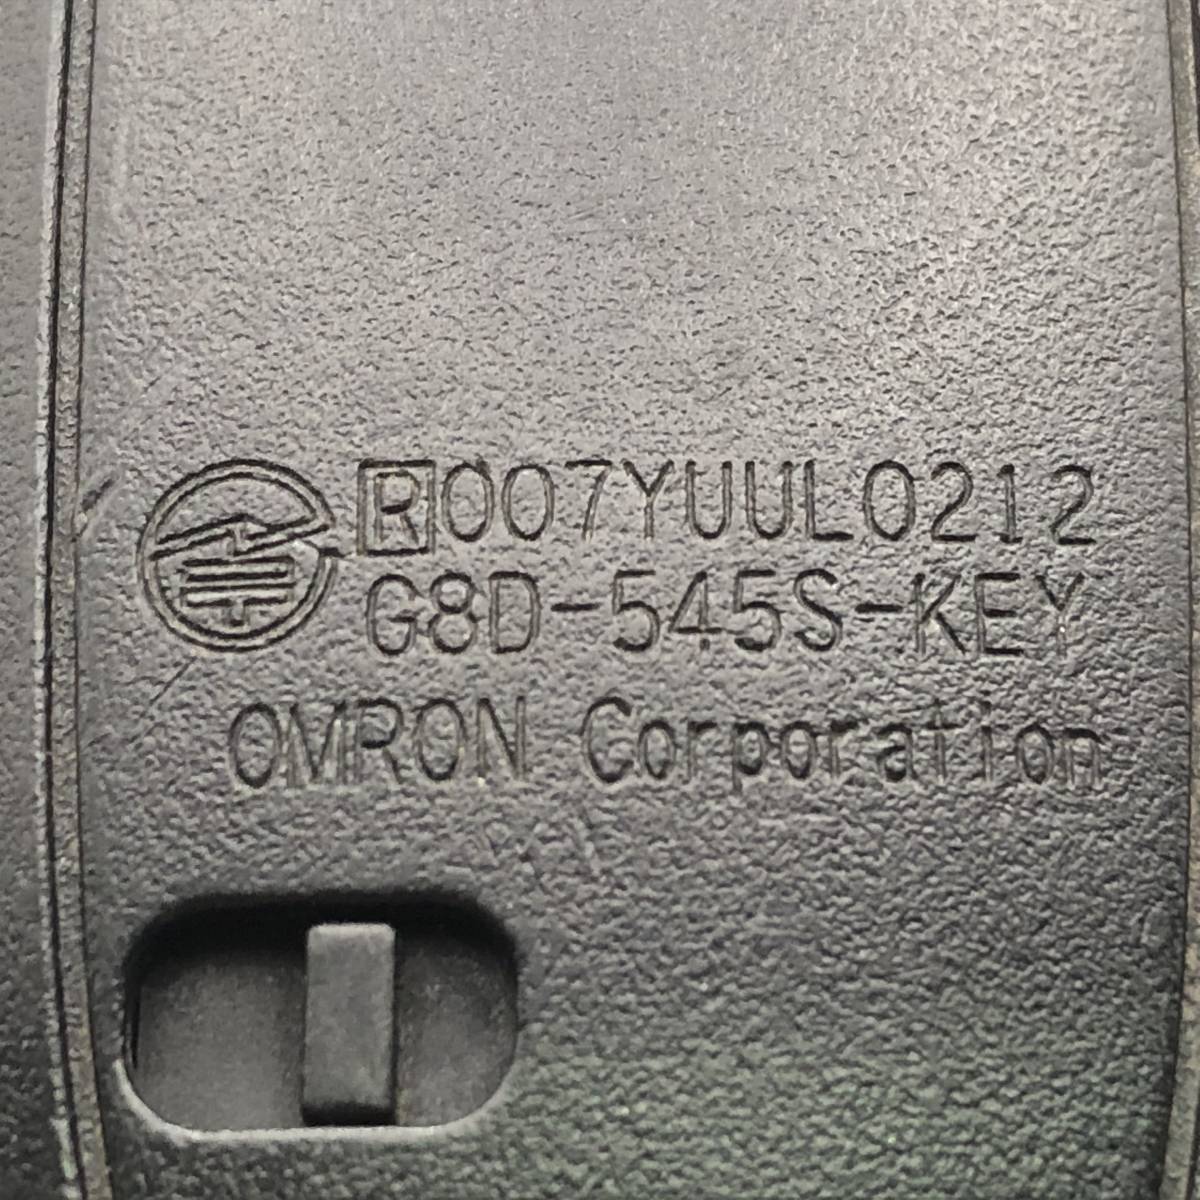 R007YUUL0212
G8D-545S-KEY
OMRON Corporation